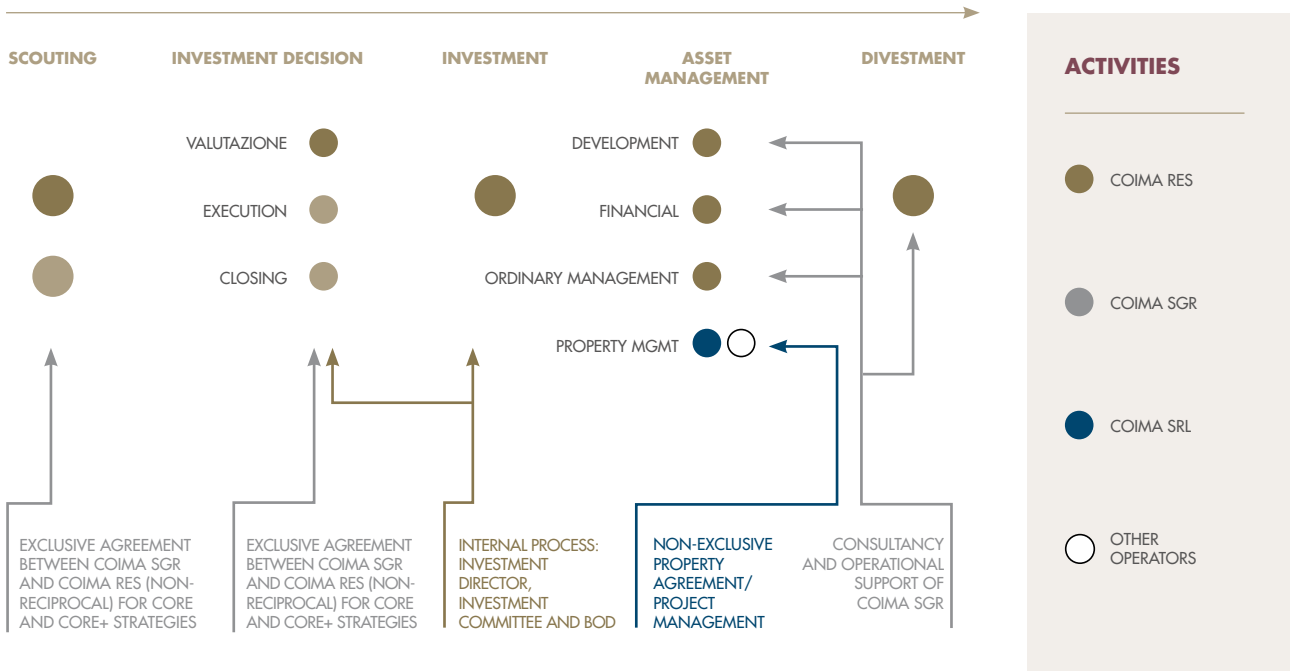 SCOUTING
INVESTMENT DECISION
INVESTMENT
ASSET
MANAGEMENT
DIVESTMENT
VALUTAZIONE
EXECUTION
CLOSING
DEVELOPMENT
FINANCIAL
ORDINARY MANAGEMENT
PROPERTY MGMT
EXCLUSIVE AGREEMENT
BETWEEN COIMA SGR
AND COIMA RES (NON-
RECIPROCAL) FOR CORE
AND CORE+ STRATEGIES
EXCLUSIVE AGREEMENT
BETWEEN COIMA SGR
AND COIMA RES (NON-
RECIPROCAL) FOR CORE
AND CORE+ STRATEGIES
INTERNAL PROCESS:
INVESTMENT
DIRECTOR,
INVESTMENT
COMMITTEE AND BOD
NON-EXCLUSIVE
PROPERTY
AGREEMENT/
PROJECT
MANAGEMENT
CONSULTANCY
AND OPERATIONAL
SUPPORT OF
COIMA SGR
ACTIVITIES
COIMA RES
COIMA SGR
COIMA SRL
OTHER
OPERATORS